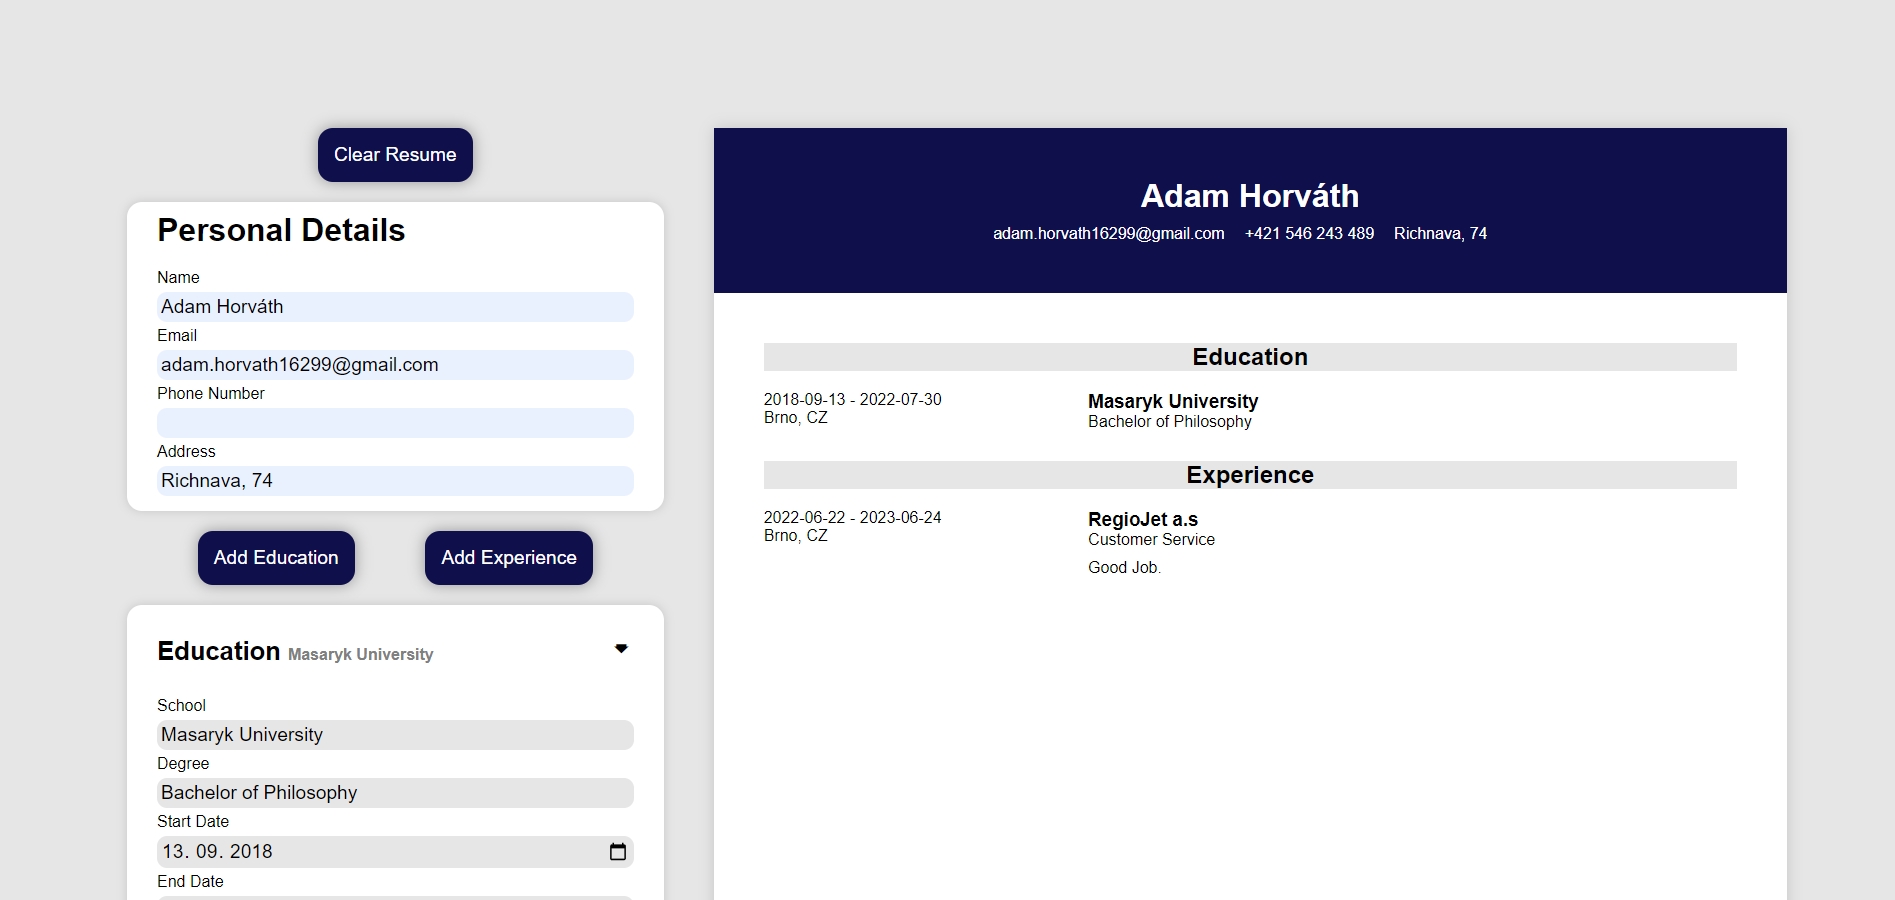 Clear Resume
Personal Details
Name
Adam Horváth
Email
adam.horvath16299@gmail.com
Phone Number
Address
Richnava, 74
Add Education
Add Experience
Education Masaryk University
School
Masaryk University
Degree
Bachelor of Philosophy
Start Date
13. 09. 2018
End Date
Adam Horváth
adam.horvath16299@gmail.com +421 546 243 489 Richnava, 74
Education
2018-09-13 - 2022-07-30
Brno, CZ
Masaryk University
Bachelor of Philosophy
Experience
2022-06-22 - 2023-06-24
Brno, CZ
RegioJet a.s
Customer Service
Good Job.